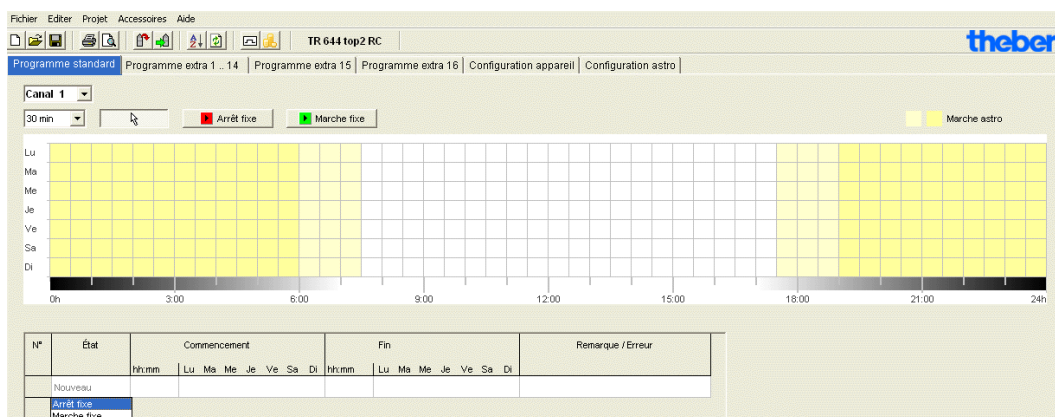 Fichier Editer Projet Accessoires Aide
TR 644 top2 RC
theben
Programme standard Programme extra 1 .. 14 Programme extra 15 Programme extra 16 Configuration appareil Configuration astro
Canal 1
30 min Arrêt fixe Marche fixe Marche astro
Lu
Ma
Me
Je
Ve
Sa
Di
0h 3:00 6:00 9:00 12:00 15:00 18:00 21:00 24h
N° État Commencement Fin Remarque / Erreur
hh:mm Lu Ma Me Je Ve Sa Di hh:mm Lu Ma Me Je Ve Sa Di
Nouveau
Arrêt fixe
Marche fixe